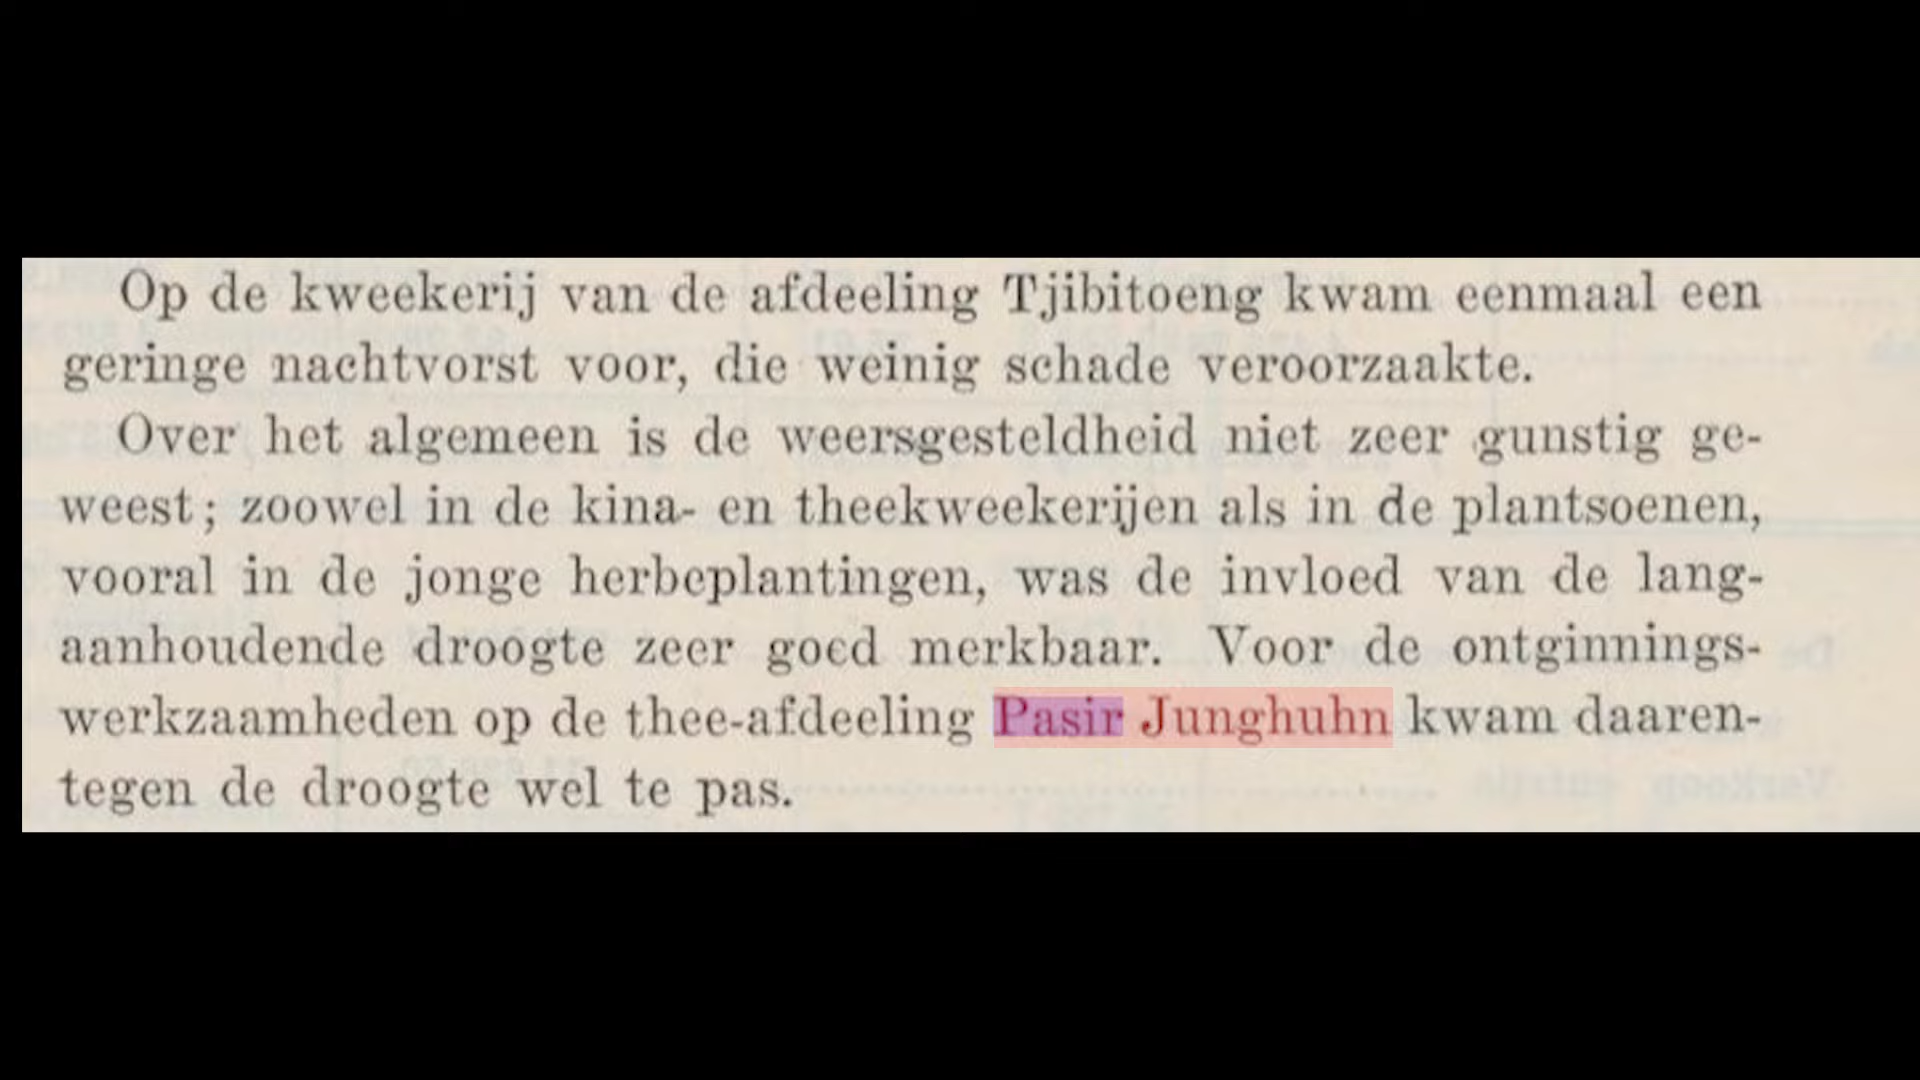 Op de kweekerij van de afdeeling Tjibitoeng kwam eenmaal een
geringe nachtvorst voor, die weinig schade veroorzaakte.
Over het algemeen is de weersgesteldheid niet zeer gunstig ge-
weest; zoowel in de kina- en theekweekerijen als in de plantsoenen,
vooral in de jonge herbeplantingen, was de invloed van de lang-
aanhoudende droogte zeer goed merkbaar. Voor de ontginnings-
werkzaamheden op de thee-afdeeling Pasir Junghuhn kwam daaren-
tegen de droogte wel te pas.